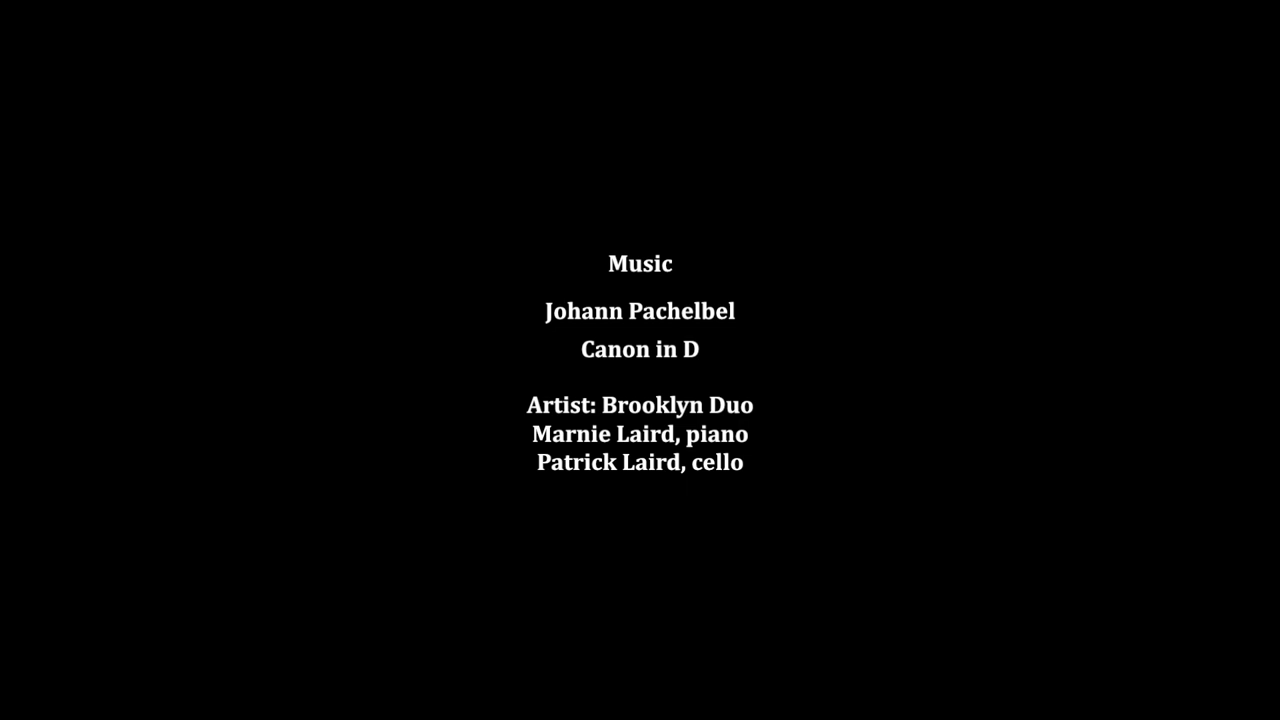 Music
Johann Pachelbel
Canon in D
Artist: Brooklyn Duo
Marnie Laird, piano
Patrick Laird, cello